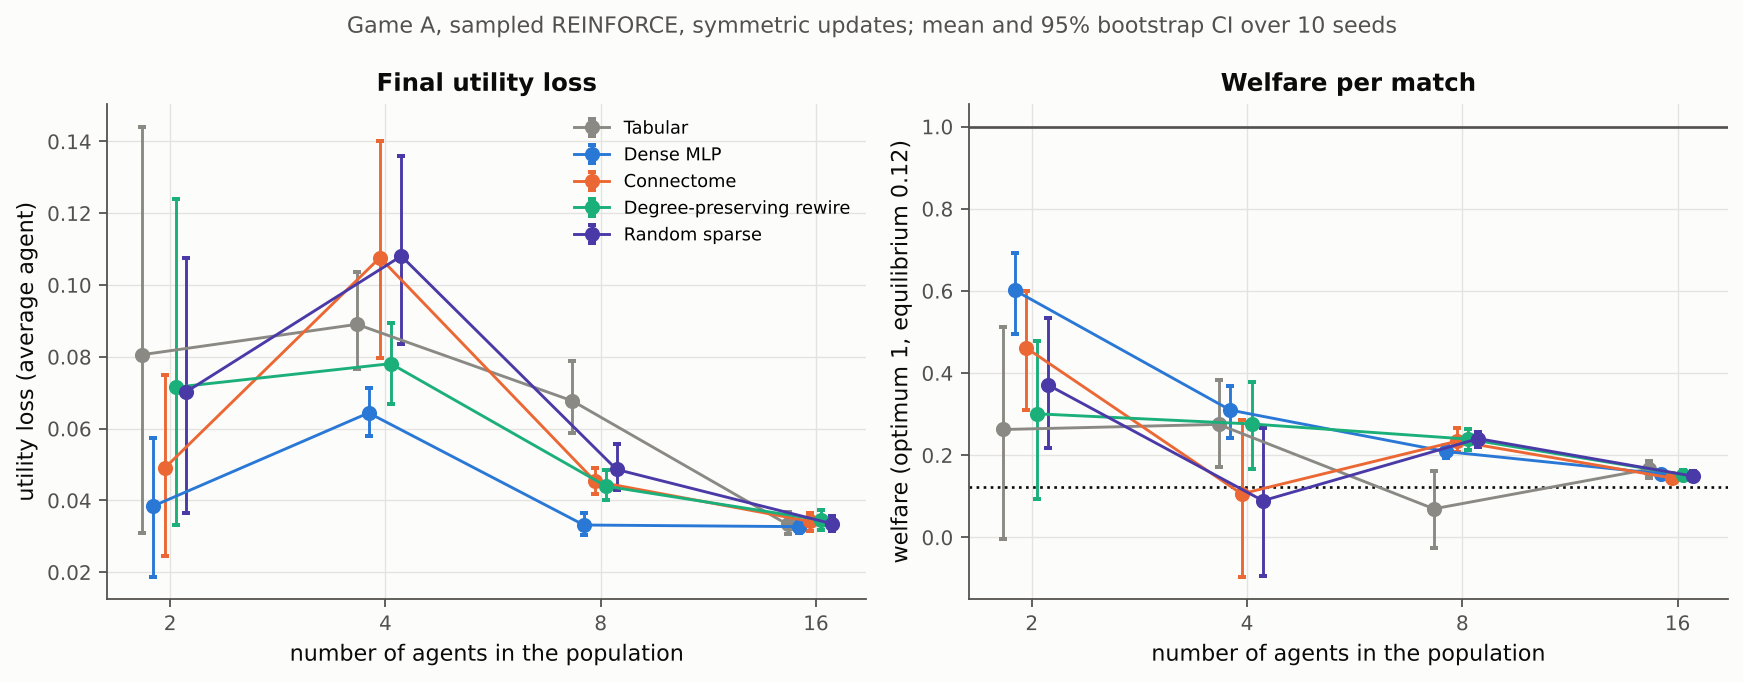 Game A, sampled REINFORCE, symmetric updates; mean and 95% bootstrap CI over 10 seeds
Final utility loss
utility loss (average agent)
0.14
0.12
0.10
0.08
0.06
0.04
0.02
Tabular
Dense MLP
Connectome
Degree-preserving rewire
Random sparse
2
4
8
16
number of agents in the population
Welfare per match
welfare (optimum 1, equilibrium 0.12)
1.0
0.8
0.6
0.4
0.2
0.0
2
4
8
16
number of agents in the population